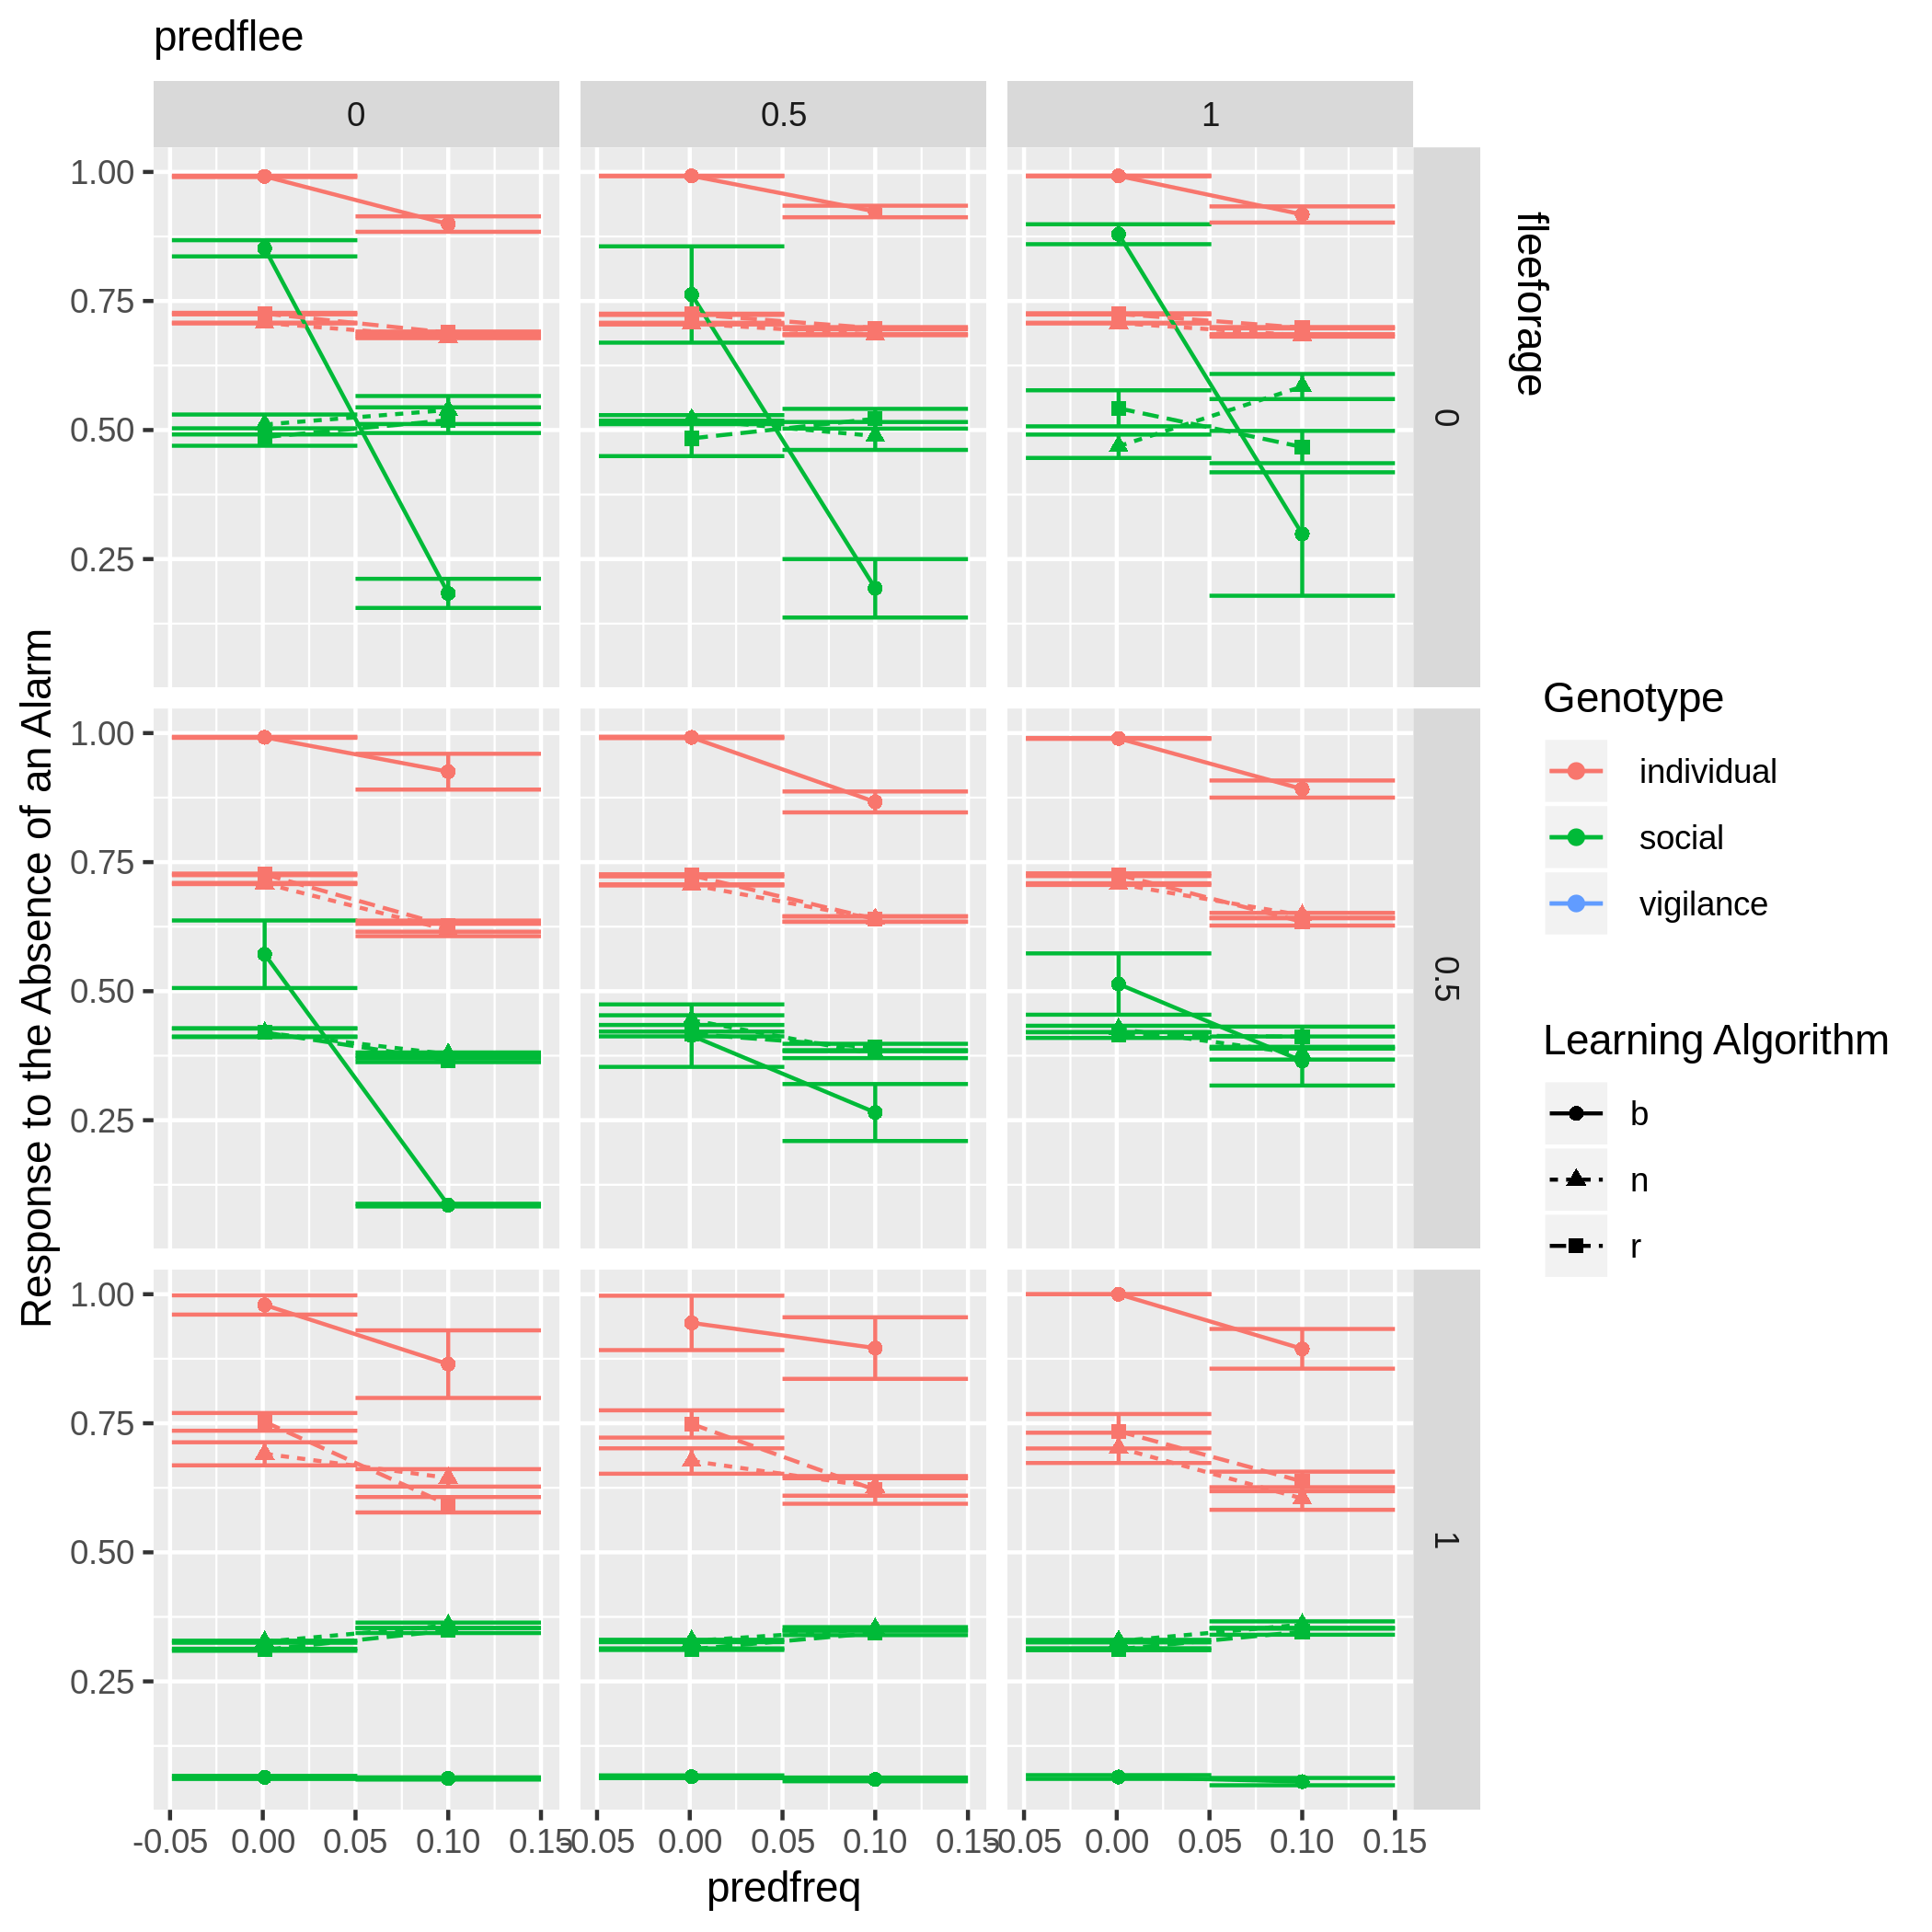 predflee
0
0.5
1
fleeforage
1.00
0.75
0.50
0.25
0
1.00
0.75
0.50
0.25
0.5
1.00
0.75
0.50
0.25
1
Response to the Absence of an Alarm
-0.05 0.00 0.05 0.10 0.15
-0.05 0.00 0.05 0.10 0.15
-0.05 0.00 0.05 0.10 0.15
predfreq
Genotype
individual
social
vigilance
Learning Algorithm
b
n
r